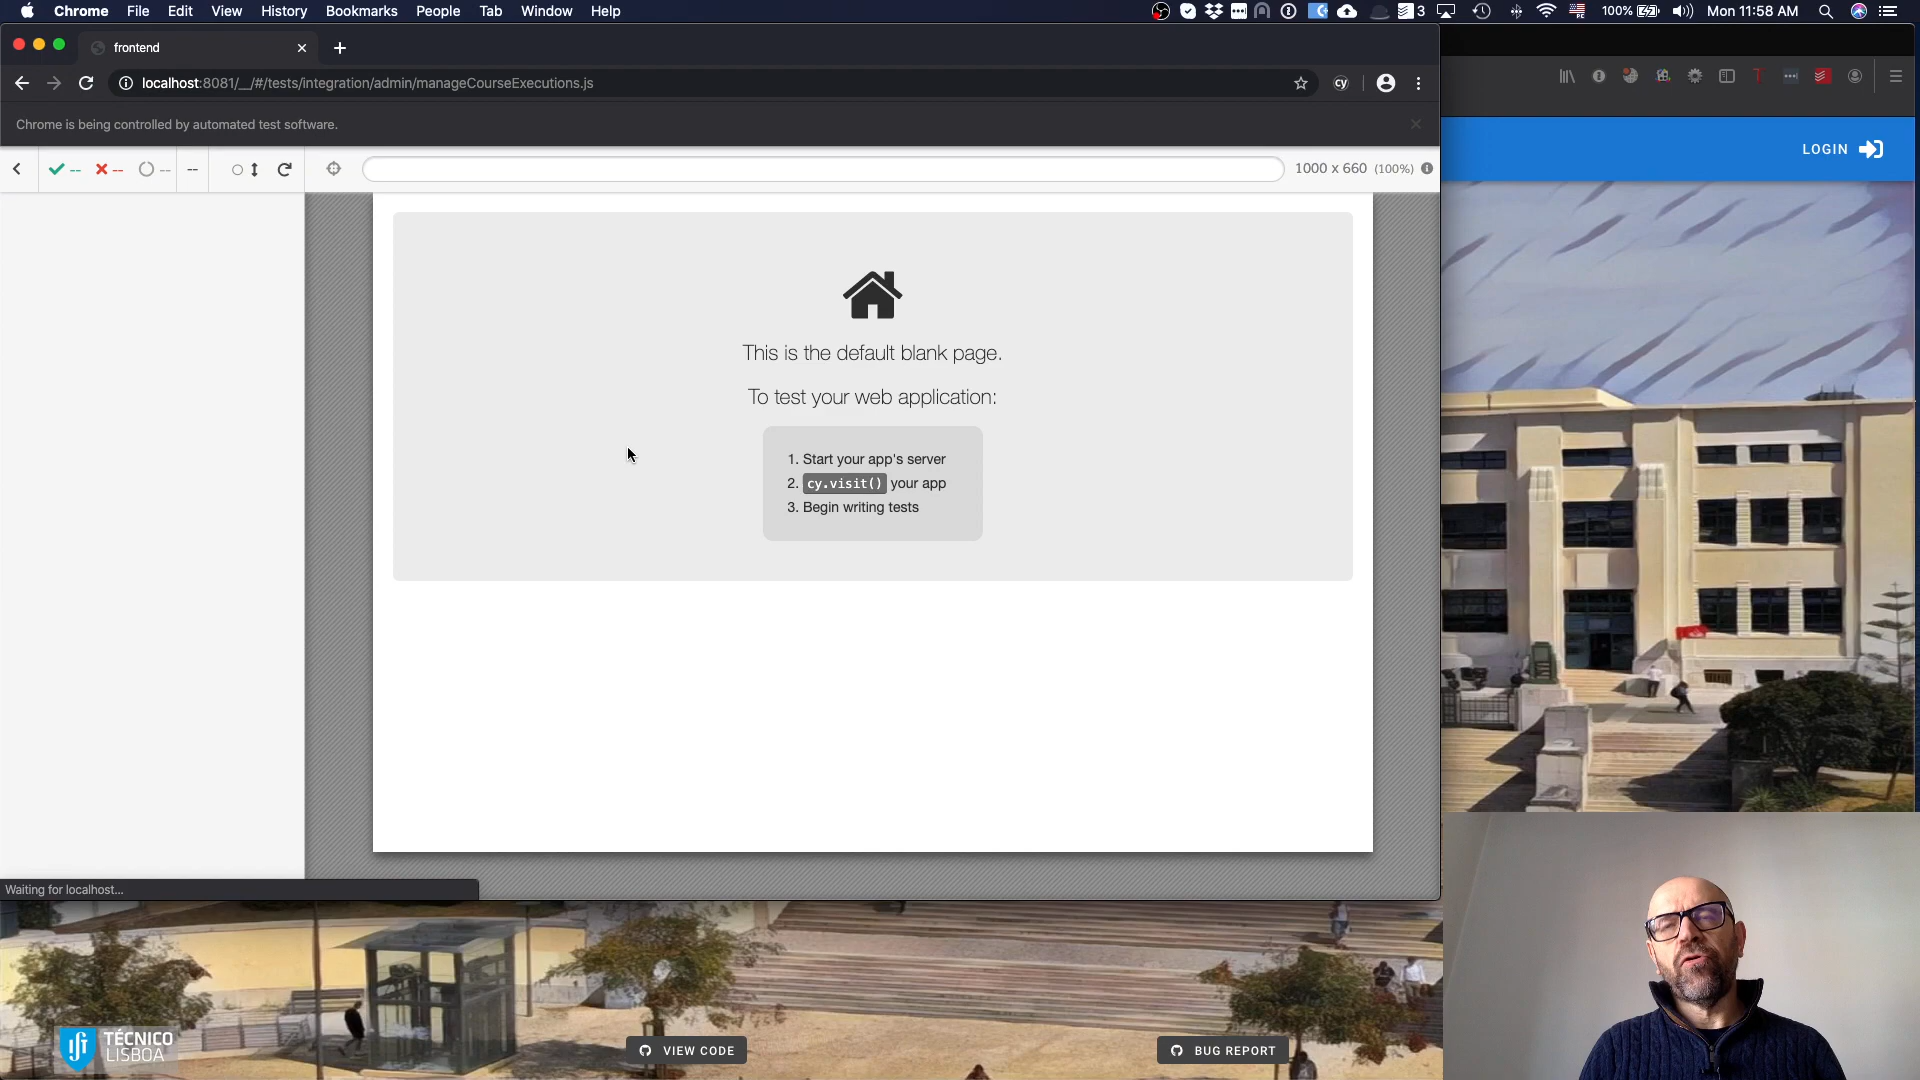 Chrome File Edit View History Bookmarks People Tab Window Help
3 100% Mon 11:58 AM
frontend
localhost:8081/__/#/tests/integration/admin/manageCourseExecutions.js
cy
Chrome is being controlled by automated test software.
-- -- -- --
1000 x 660 (100%)
LOGIN
This is the default blank page.
To test your web application:
1. Start your app's server
2. cy.visit() your app
3. Begin writing tests
Waiting for localhost...
TÉCNICO
LISBOA
VIEW CODE
BUG REPORT